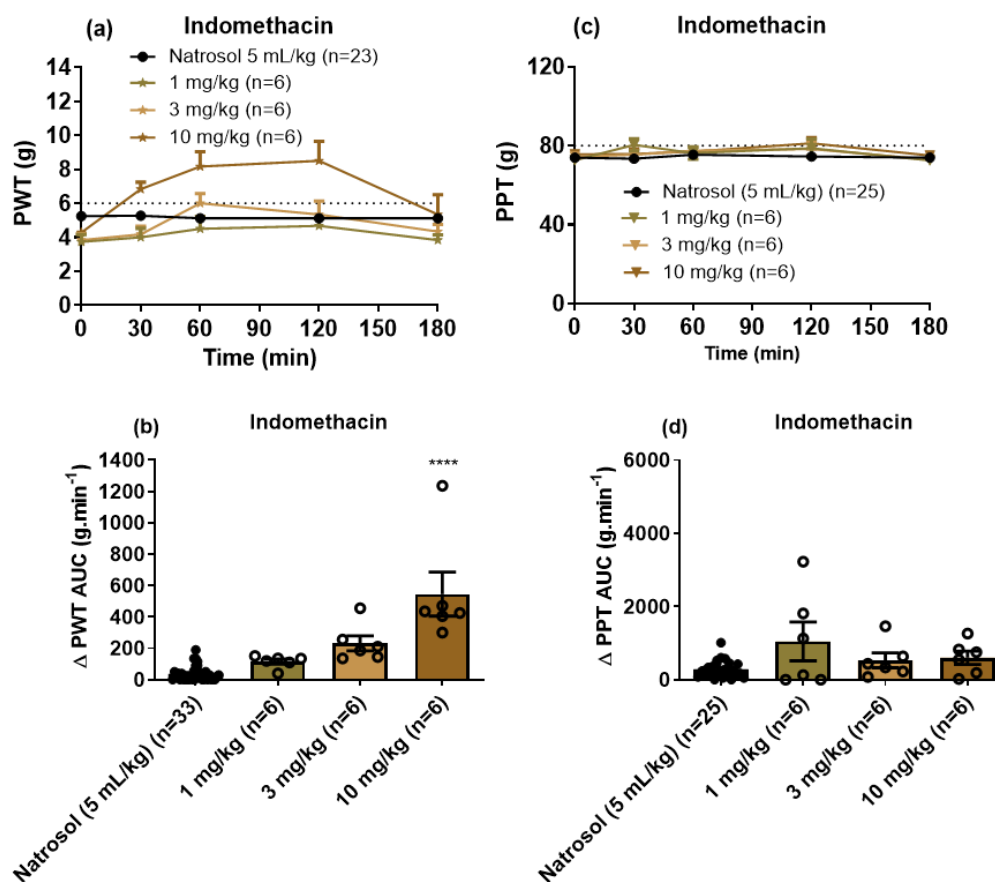 (a)
Indomethacin
Natrosol 5 mL/kg (n=23)
1 mg/kg (n=6)
3 mg/kg (n=6)
10 mg/kg (n=6)
PWT (g)
14
12
10
8
6
4
2
0
0 30 60 90 120 150 180
Time (min)
(c)
Indomethacin
PPT (g)
120
80
40
0
Natrosol (5 mL/kg) (n=25)
1 mg/kg (n=6)
3 mg/kg (n=6)
10 mg/kg (n=6)
0 30 60 90 120 150 180
Time (min)
(b)
Indomethacin
Δ PWT AUC (g.min⁻¹)
1400
1200
1000
800
600
400
200
0
****
Natrosol (5 mL/kg) (n=33)
1 mg/kg (n=6)
3 mg/kg (n=6)
10 mg/kg (n=6)
(d)
Indomethacin
Δ PPT AUC (g.min⁻¹)
6000
4000
2000
0
Natrosol (5 mL/kg) (n=25)
1 mg/kg (n=6)
3 mg/kg (n=6)
10 mg/kg (n=6)